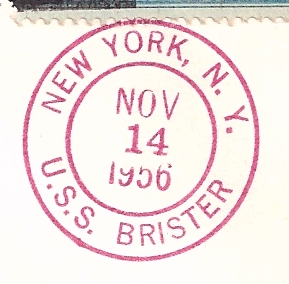 NEW YORK, N. Y.
NOV
14
1956
U.S.S. BRISTER